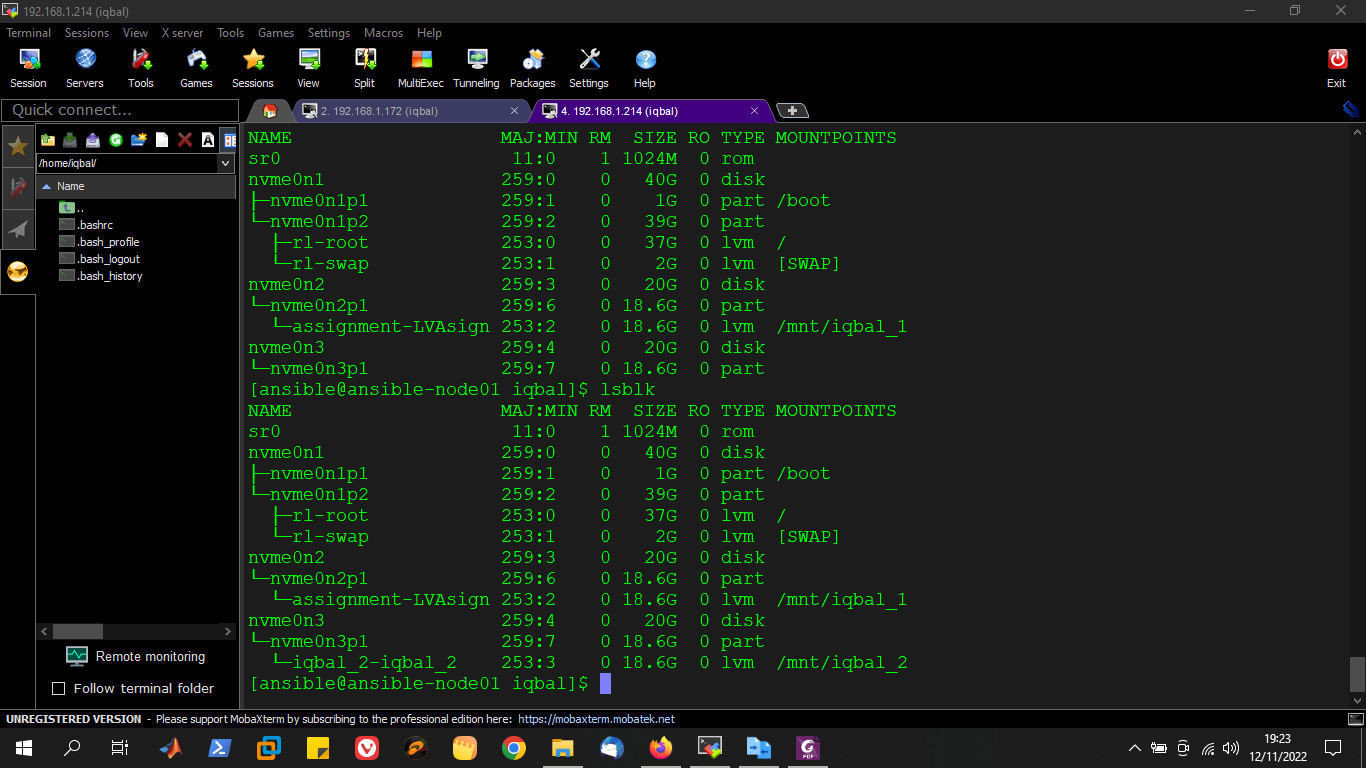 192.168.1.214 (iqbal)
Terminal Sessions View X server Tools Games Settings Macros Help
Session Servers Tools Games Sessions View Split MultiExec Tunneling Packages Settings Help Exit
Quick connect...
2. 192.168.1.172 (iqbal)
4. 192.168.1.214 (iqbal)
/home/iqbal/
Name
..
.bashrc
.bash_profile
.bash_logout
.bash_history
Remote monitoring
Follow terminal folder
NAME MAJ:MIN RM SIZE RO TYPE MOUNTPOINTS
sr0 11:0 1 1024M 0 rom
nvme0n1 259:0 0 40G 0 disk
├─nvme0n1p1 259:1 0 1G 0 part /boot
└─nvme0n1p2 259:2 0 39G 0 part
├─rl-root 253:0 0 37G 0 lvm /
└─rl-swap 253:1 0 2G 0 lvm [SWAP]
nvme0n2 259:3 0 20G 0 disk
└─nvme0n2p1 259:6 0 18.6G 0 part
└─assignment-LVAsign 253:2 0 18.6G 0 lvm /mnt/iqbal_1
nvme0n3 259:4 0 20G 0 disk
└─nvme0n3p1 259:7 0 18.6G 0 part
[ansible@ansible-node01 iqbal]$ lsblk
NAME MAJ:MIN RM SIZE RO TYPE MOUNTPOINTS
sr0 11:0 1 1024M 0 rom
nvme0n1 259:0 0 40G 0 disk
├─nvme0n1p1 259:1 0 1G 0 part /boot
└─nvme0n1p2 259:2 0 39G 0 part
├─rl-root 253:0 0 37G 0 lvm /
└─rl-swap 253:1 0 2G 0 lvm [SWAP]
nvme0n2 259:3 0 20G 0 disk
└─nvme0n2p1 259:6 0 18.6G 0 part
└─assignment-LVAsign 253:2 0 18.6G 0 lvm /mnt/iqbal_1
nvme0n3 259:4 0 20G 0 disk
└─nvme0n3p1 259:7 0 18.6G 0 part
└─iqbal_2-iqbal_2 253:3 0 18.6G 0 lvm /mnt/iqbal_2
[ansible@ansible-node01 iqbal]$
UNREGISTERED VERSION - Please support MobaXterm by subscribing to the professional edition here: https://mobaxterm.mobatek.net
PDF
19:23
12/11/2022